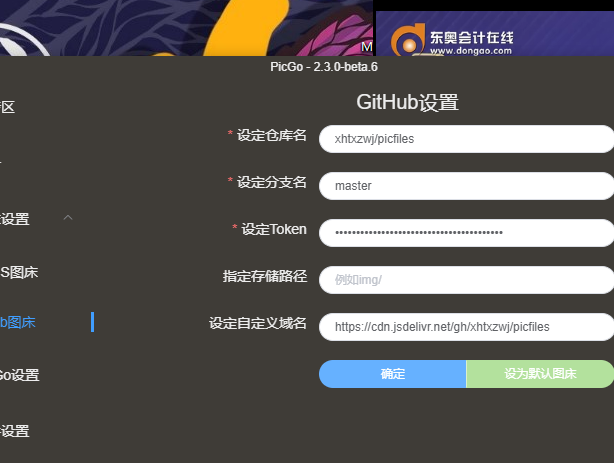 东奥会计在线
www.dongao.com
M
PicGo - 2.3.0-beta.6
GitHub设置
区
* 设定仓库名
xhtxzwj/picfiles
* 设定分支名
master
设置
* 设定Token
S图床
指定存储路径
例如img/
b图床
设定自定义域名
https://cdn.jsdelivr.net/gh/xhtxzwj/picfiles
Go设置
确定
设为默认图床
设置